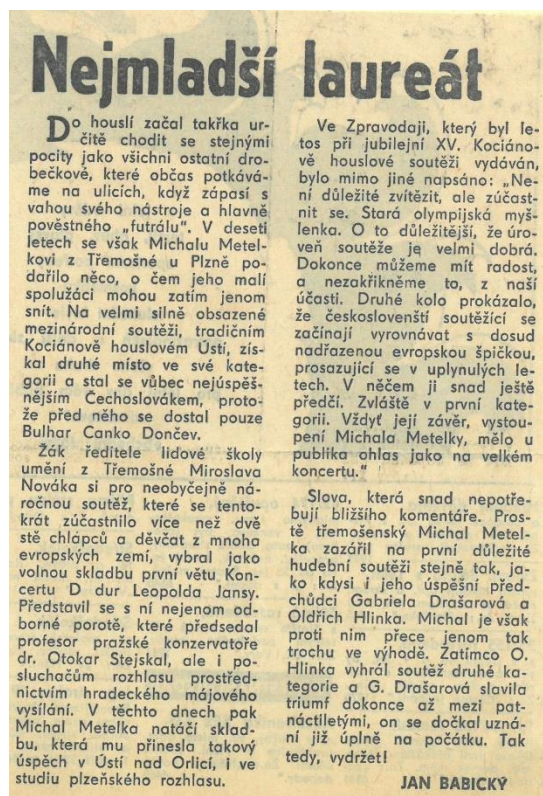 Nejmladší laureát
Do houslí začal takřka ur-
čitě chodit se stejnými
pocity jako všichni ostatní dro-
bečkové, které občas potkává-
me na ulicích, když zápasí s
vahou svého nástroje a hlavně
pověstného „futrálu". V deseti
letech se však Michalu Metel-
kovi z Třemošné u Plzně po-
dařilo něco, o čem jeho malí
spolužáci mohou zatím jenom
snít. Na velmi silně obsazené
mezinárodní soutěži, tradičním
Kociánově houslovém Ústí, zís-
kal druhé místo ve své kate-
gorii a stal se vůbec nejúspěš-
nějším Čechoslovákem, proto-
že před něho se dostal pouze
Bulhar Canko Dončev.
Žák ředitele lidové školy
umění z Třemošné Miroslava
Nováka si pro neobyčejně ná-
ročnou soutěž, které se tento-
krát zúčastnilo více než dvě
stě chlapců a děvčat z mnoha
evropských zemí, vybral jako
volnou skladbu první větu Kon-
certu D dur Leopolda Jansy.
Představil se s ní nejenom od-
borné porotě, které předsedal
profesor pražské konzervatoře
dr. Otokar Stejskal, ale i po-
sluchačům rozhlasu prostřed-
nictvím hradeckého májového
vysílání. V těchto dnech pak
Michal Metelka natáčí sklad-
bu, která mu přinesla takový
úspěch v Ústí nad Orlicí, i ve
studiu plzeňského rozhlasu.
Ve Zpravodaji, který byl le-
tos při jubilejní XV. Kociáno-
vě houslové soutěži vydáván,
bylo mimo jiné napsáno: „Ne-
ní důležité zvítězit, ale zúčast-
nit se. Stará olympijská myš-
lenka. O to důležitější, že úro-
veň soutěže je velmi dobrá.
Dokonce můžeme mít radost,
a nezakřikněme to, z naší
účasti. Druhé kolo prokázalo,
že českoslovenští soutěžící se
začínají vyrovnávat s dosud
nadřazenou evropskou špičkou,
prosazující se v uplynulých le-
tech. V něčem ji snad ještě
předčí. Zvláště v první kate-
gorii. Vždyť její závěr, vystou-
pení Michala Metelky, mělo u
publika ohlas jako na velkém
koncertu."
Slova, která snad nepotře-
bují bližšího komentáře. Pros-
tě třemošenský Michal Metel-
ka zazářil na první důležité
hudební soutěži stejně tak, ja-
ko kdysi i jeho úspěšní před-
chůdci Gabriela Drašarová a
Oldřich Hlinka. Michal je však
proti nim přece jenom tak
trochu ve výhodě. Zatímco O.
Hlinka vyhrál soutěž druhé ka-
tegorie a G. Drašarová slavila
triumf dokonce až mezi pat-
náctiletými, on se dočkal uzná-
ní již úplně na počátku. Tak
tedy, vydržet!
JAN BABICKÝ